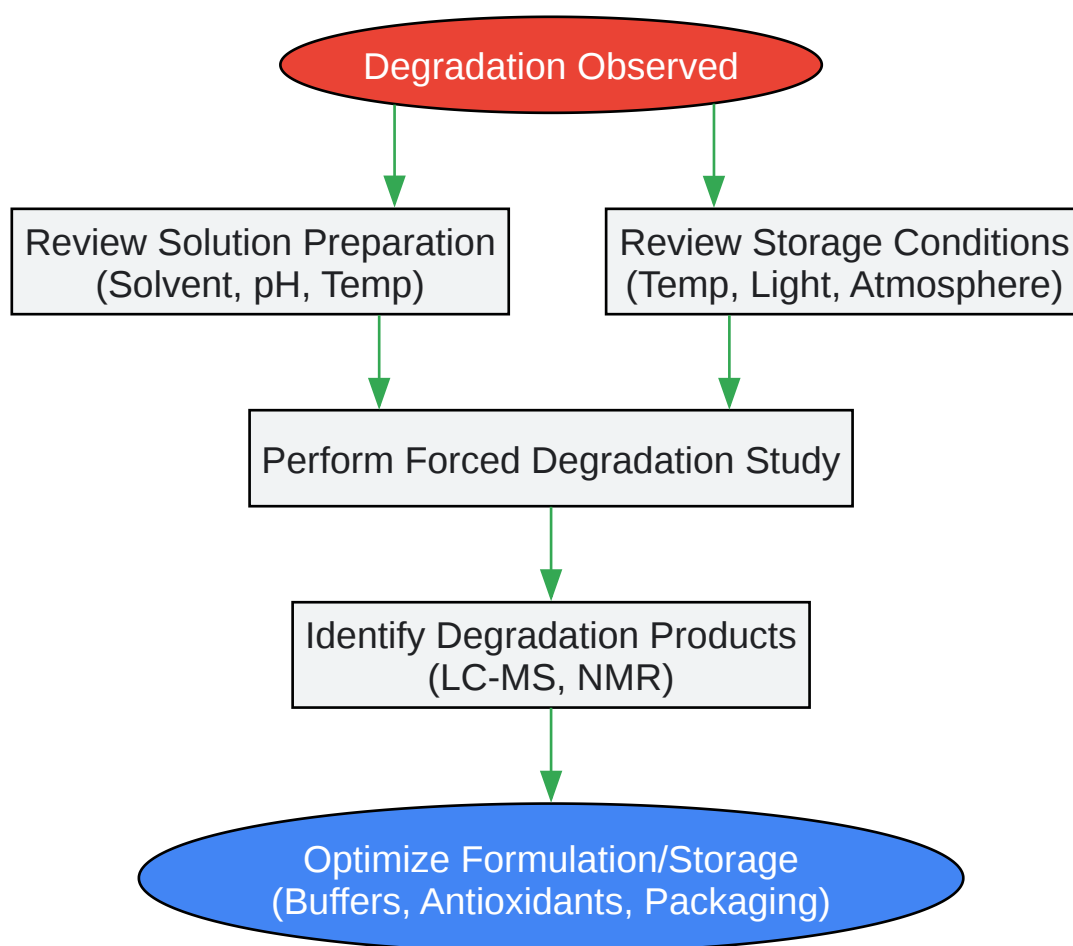 Degradation Observed
Review Solution Preparation
(Solvent, pH, Temp)
Review Storage Conditions
(Temp, Light, Atmosphere)
Perform Forced Degradation Study
Identify Degradation Products
(LC-MS, NMR)
Optimize Formulation/Storage
(Buffers, Antioxidants, Packaging)